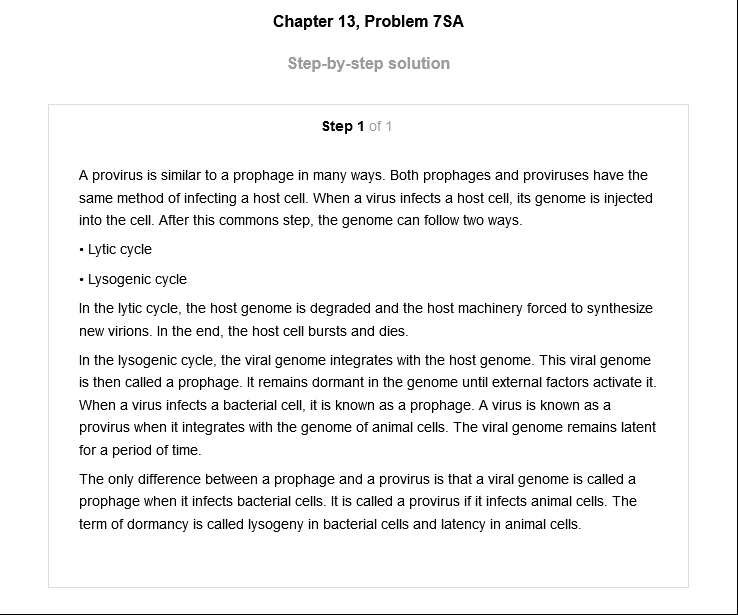 Chapter 13, Problem 7SA
Step-by-step solution
Step 1 of 1
A provirus is similar to a prophage in many ways. Both prophages and proviruses have the
same method of infecting a host cell. When a virus infects a host cell, its genome is injected
into the cell. After this commons step, the genome can follow two ways.
• Lytic cycle
• Lysogenic cycle
In the lytic cycle, the host genome is degraded and the host machinery forced to synthesize
new virions. In the end, the host cell bursts and dies.
In the lysogenic cycle, the viral genome integrates with the host genome. This viral genome
is then called a prophage. It remains dormant in the genome until external factors activate it.
When a virus infects a bacterial cell, it is known as a prophage. A virus is known as a
provirus when it integrates with the genome of animal cells. The viral genome remains latent
for a period of time.
The only difference between a prophage and a provirus is that a viral genome is called a
prophage when it infects bacterial cells. It is called a provirus if it infects animal cells. The
term of dormancy is called lysogeny in bacterial cells and latency in animal cells.